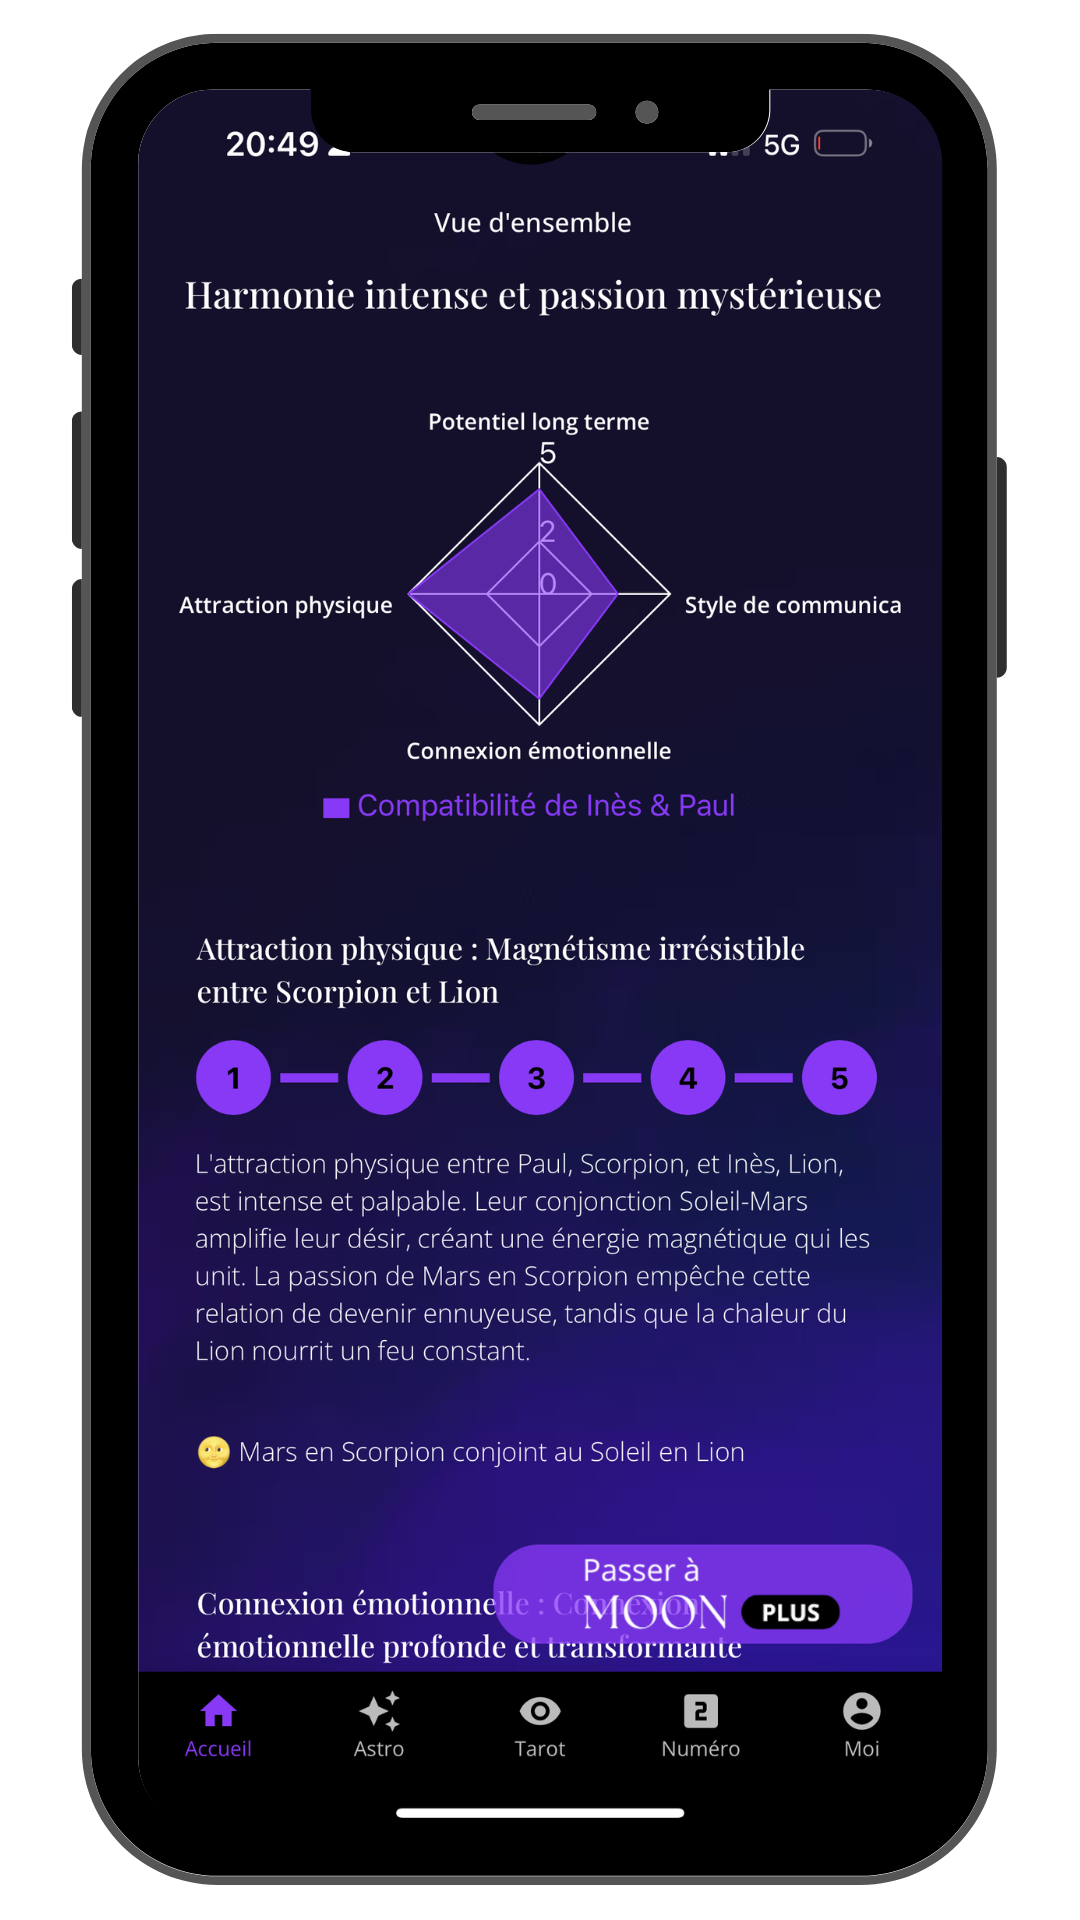 20:49
5G
Vue d'ensemble
Harmonie intense et passion mystérieuse
Potentiel long terme
5
2
0
Attraction physique
Style de communica
Connexion émotionnelle
Compatibilité de Inès & Paul
Attraction physique : Magnétisme irrésistible
entre Scorpion et Lion
1 2 3 4 5
L'attraction physique entre Paul, Scorpion, et Inès, Lion,
est intense et palpable. Leur conjonction Soleil-Mars
amplifie leur désir, créant une énergie magnétique qui les
unit. La passion de Mars en Scorpion empêche cette
relation de devenir ennuyeuse, tandis que la chaleur du
Lion nourrit un feu constant.
🌝 Mars en Scorpion conjoint au Soleil en Lion
Passer à
MOON PLUS
Connexion émotionnelle : Connexion
émotionnelle profonde et transformante
Accueil
Astro
Tarot
Numéro
Moi